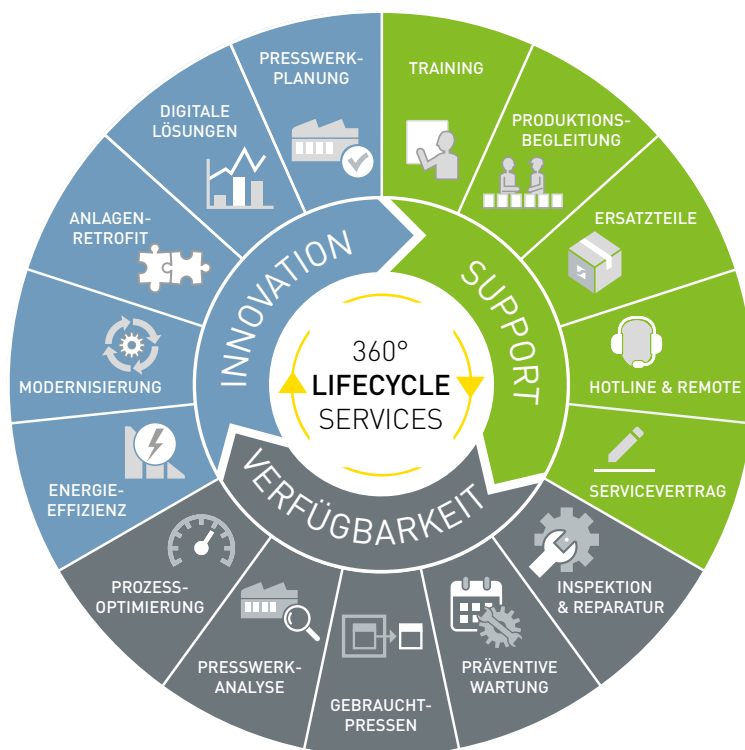 360°
LIFECYCLE
SERVICES
INNOVATION
SUPPORT
VERFÜGBARKEIT
PRESSWERK-
PLANUNG
TRAINING
PRODUKTIONS-
BEGLEITUNG
ERSATZTEILE
HOTLINE & REMOTE
SERVICEVERTRAG
INSPEKTION
& REPARATUR
PRÄVENTIVE
WARTUNG
GEBRAUCHT-
PRESSEN
PRESSWERK-
ANALYSE
PROZESS-
OPTIMIERUNG
ENERGIE-
EFFIZIENZ
MODERNISIERUNG
ANLAGEN-
RETROFIT
DIGITALE
LÖSUNGEN